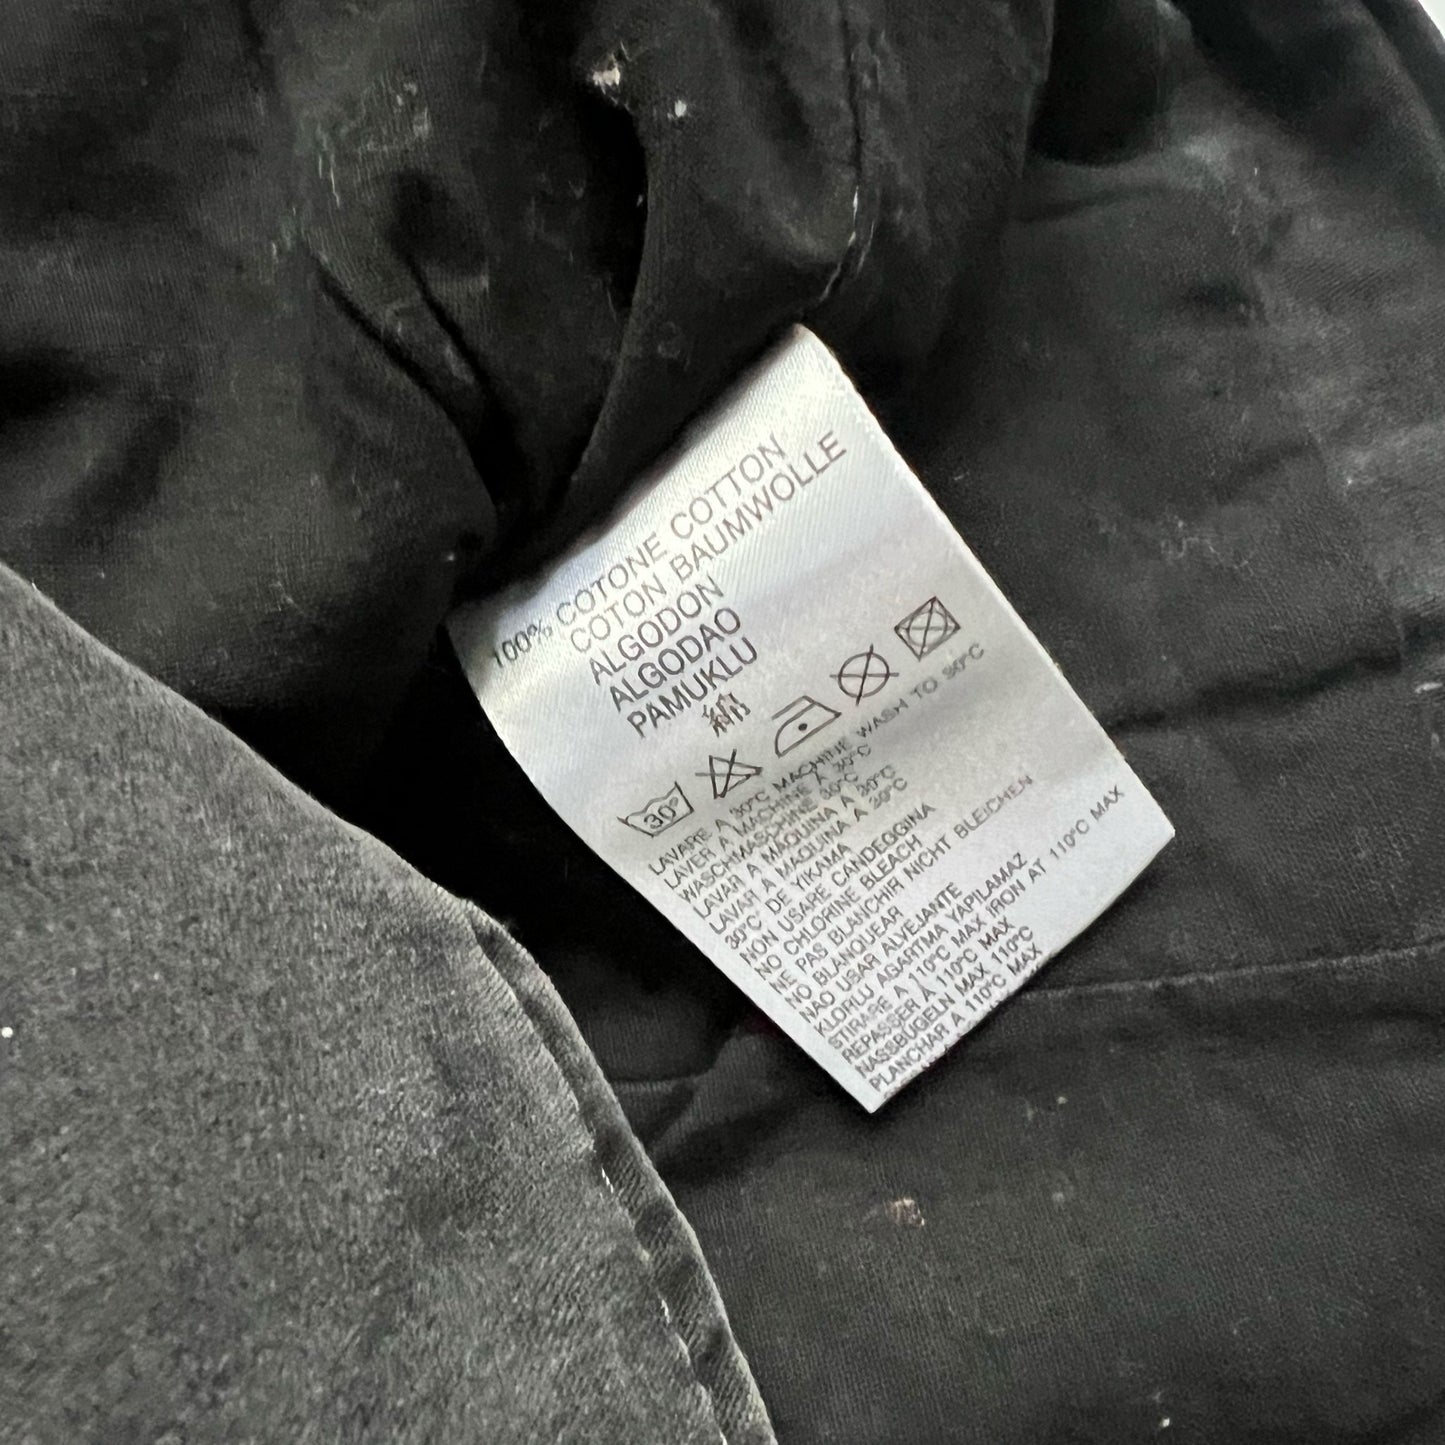 100% COTONE COTTON
COTON BAUMWOLLE
ALGODON
ALGODAO
PAMUKLU
綿
30°
LAVARE A 30°C MACHINE WASH TO 30°C
LAVER A MACHINE A 30°C
WASCHMASCHINE 30°C
LAVAR A MAQUINA A 30°C
LAVAR A MAQUINA A 30°C
30°C DE YIKAMA
NON USARE CANDEGGINA
NO CHLORINE BLEACH
NE PAS BLANCHIR NICHT BLEICHEN
NO BLANQUEAR
NAO USAR ALVEJANTE
KLORLU AGARTMA YAPILAMAZ
STIRARE A 110°C MAX IRON AT 110°C MAX
REPASSER À 110°C MAX
NASSBÜGELN MAX 110°C
PLANCHAR A 110°C MAX